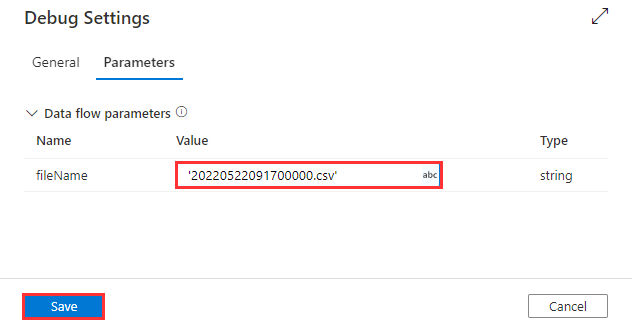 Debug Settings
General Parameters
Data flow parameters
Name Value Type
fileName '20220522091700000.csv' abc string
Save Cancel